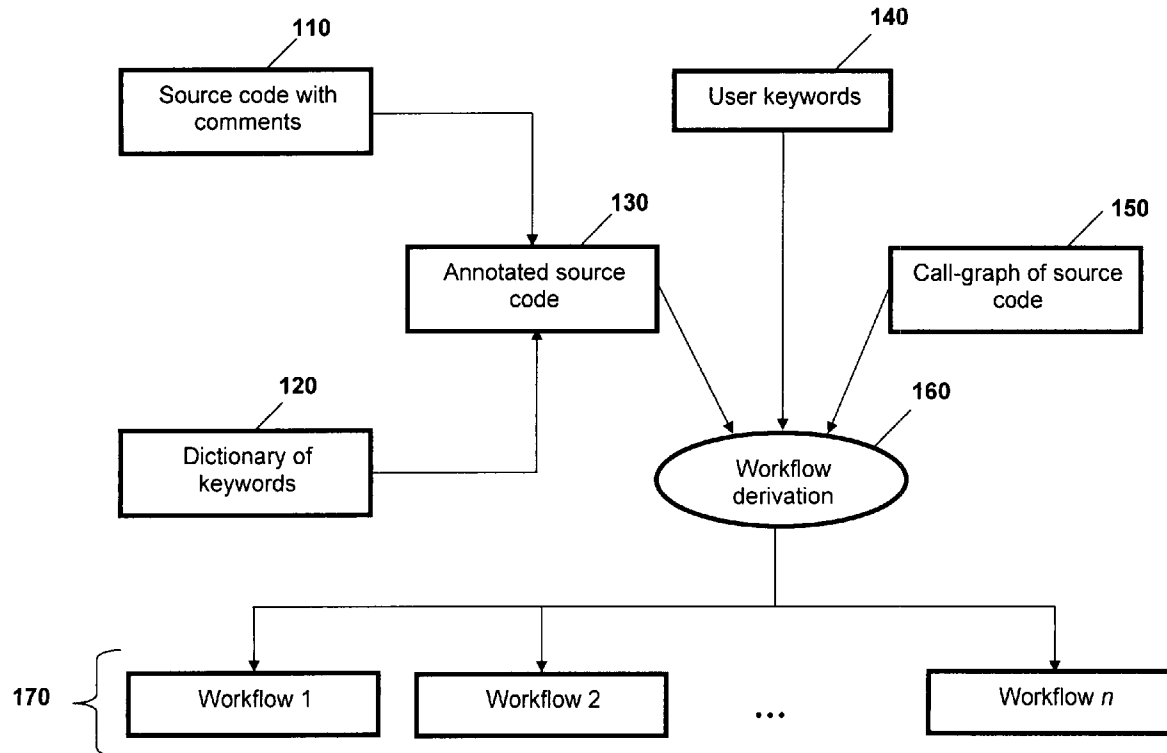 110
Source code with
comments
140
User keywords
130
Annotated source
code
150
Call-graph of source
code
120
Dictionary of
keywords
160
Workflow
derivation
170
Workflow 1
Workflow 2
...
Workflow n